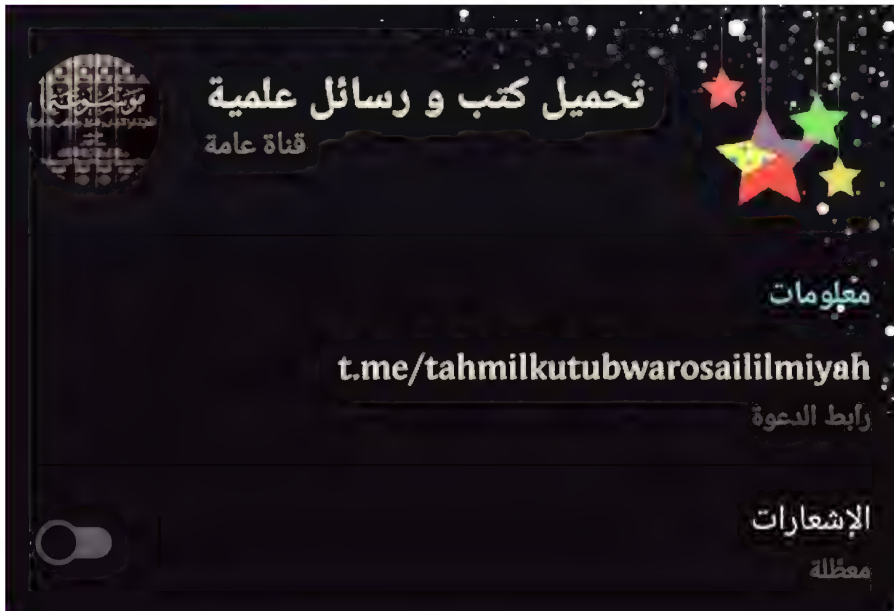 تحميل كتب و رسائل علمية
قناة عامة
معلومات
t.me/tahmilkutubwarosaililmiyah
رابط الدعوة
الإشعارات
معطلة